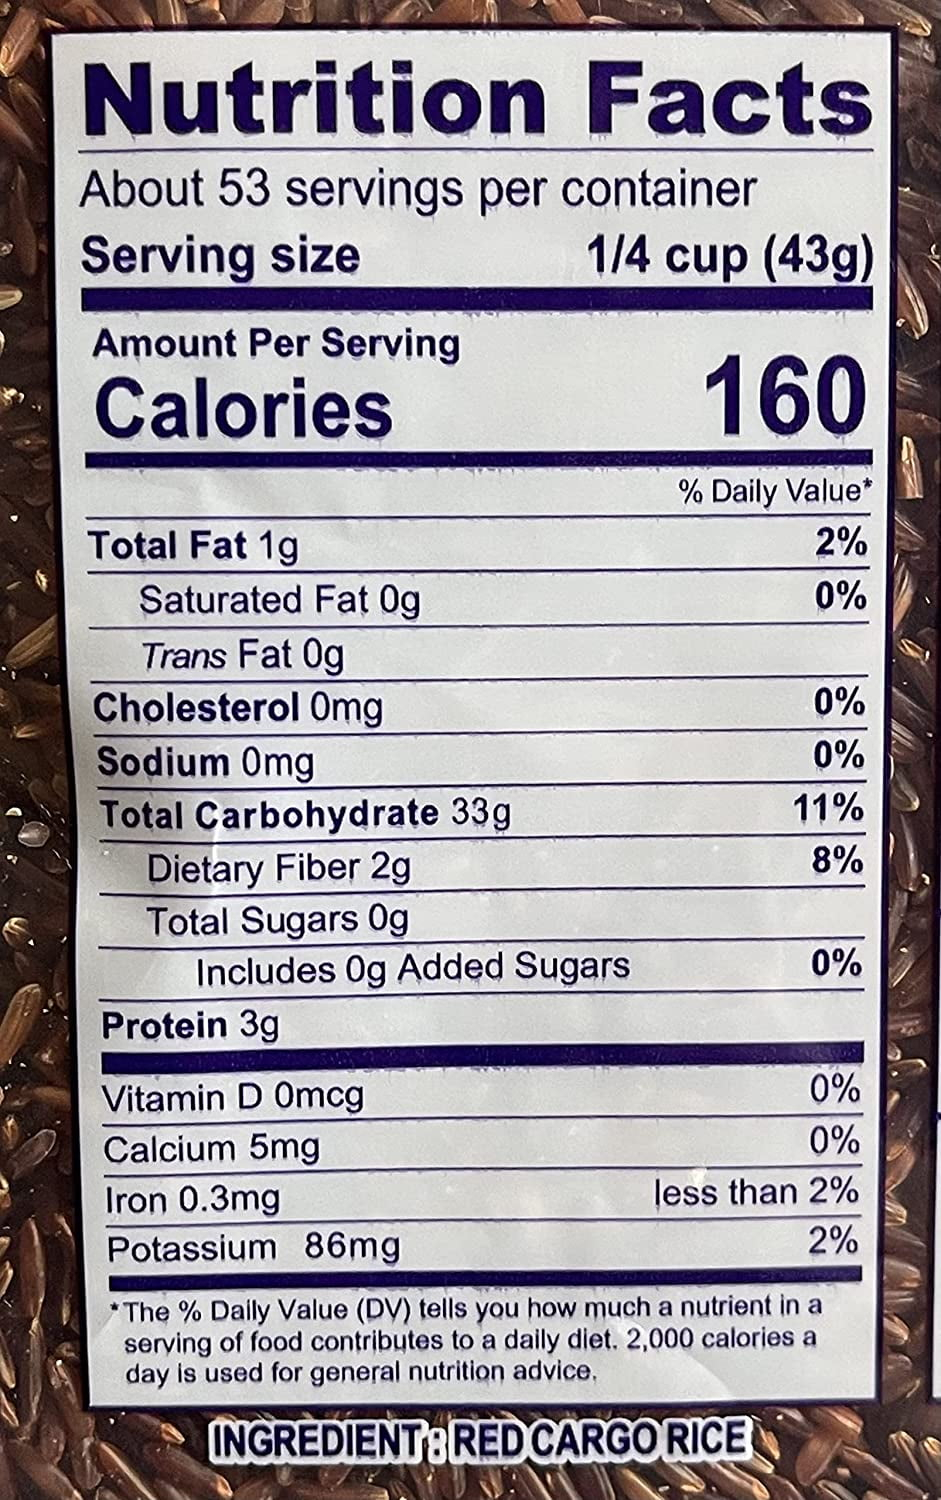 Nutrition Facts
About 53 servings per container
Serving size 1/4 cup (43g)
Amount Per Serving
Calories 160
% Daily Value*
Total Fat 1g 2%
Saturated Fat 0g 0%
Trans Fat 0g
Cholesterol 0mg 0%
Sodium 0mg 0%
Total Carbohydrate 33g 11%
Dietary Fiber 2g 8%
Total Sugars 0g
Includes 0g Added Sugars 0%
Protein 3g
Vitamin D 0mcg 0%
Calcium 5mg 0%
Iron 0.3mg less than 2%
Potassium 86mg 2%
*The % Daily Value (DV) tells you how much a nutrient in a
serving of food contributes to a daily diet. 2,000 calories a
day is used for general nutrition advice.
INGREDIENT : RED CARGO RICE